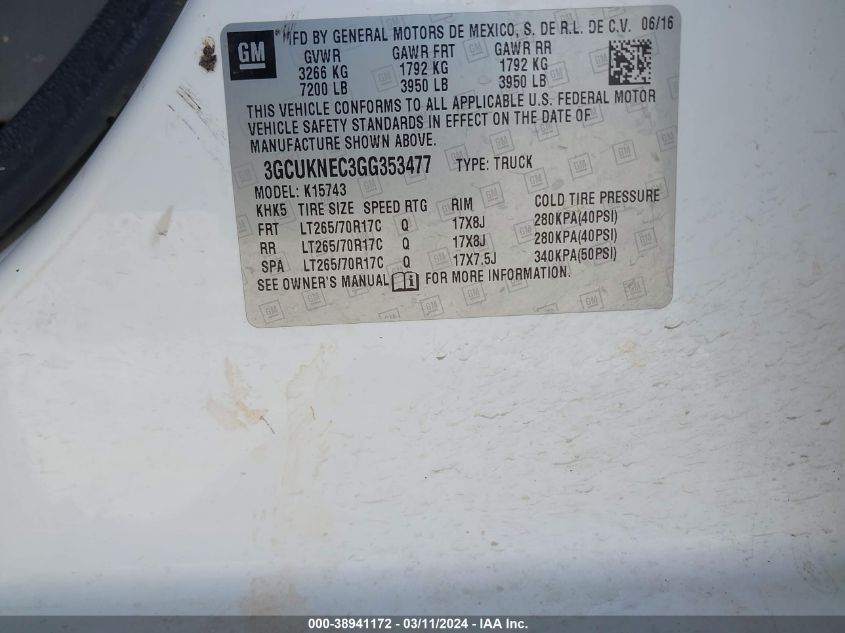 GM MFD BY GENERAL MOTORS DE MEXICO, S. DE R.L. DE C.V. 06/16
GVWR GAWR FRT GAWR RR
3266 KG 1792 KG 1792 KG
7200 LB 3950 LB 3950 LB
THIS VEHICLE CONFORMS TO ALL APPLICABLE U.S. FEDERAL MOTOR
VEHICLE SAFETY STANDARDS IN EFFECT ON THE DATE OF
MANUFACTURE SHOWN ABOVE.
3GCUKNEC3GG353477 TYPE: TRUCK
MODEL: K15743
KHK5 TIRE SIZE SPEED RTG RIM COLD TIRE PRESSURE
FRT LT265/70R17C Q 17X8J 280KPA(40PSI)
RR LT265/70R17C Q 17X8J 280KPA(40PSI)
SPA LT265/70R17C Q 17X7.5J 340KPA(50PSI)
SEE OWNER'S MANUAL FOR MORE INFORMATION.
000-38941172 - 03/11/2024 - IAA Inc.